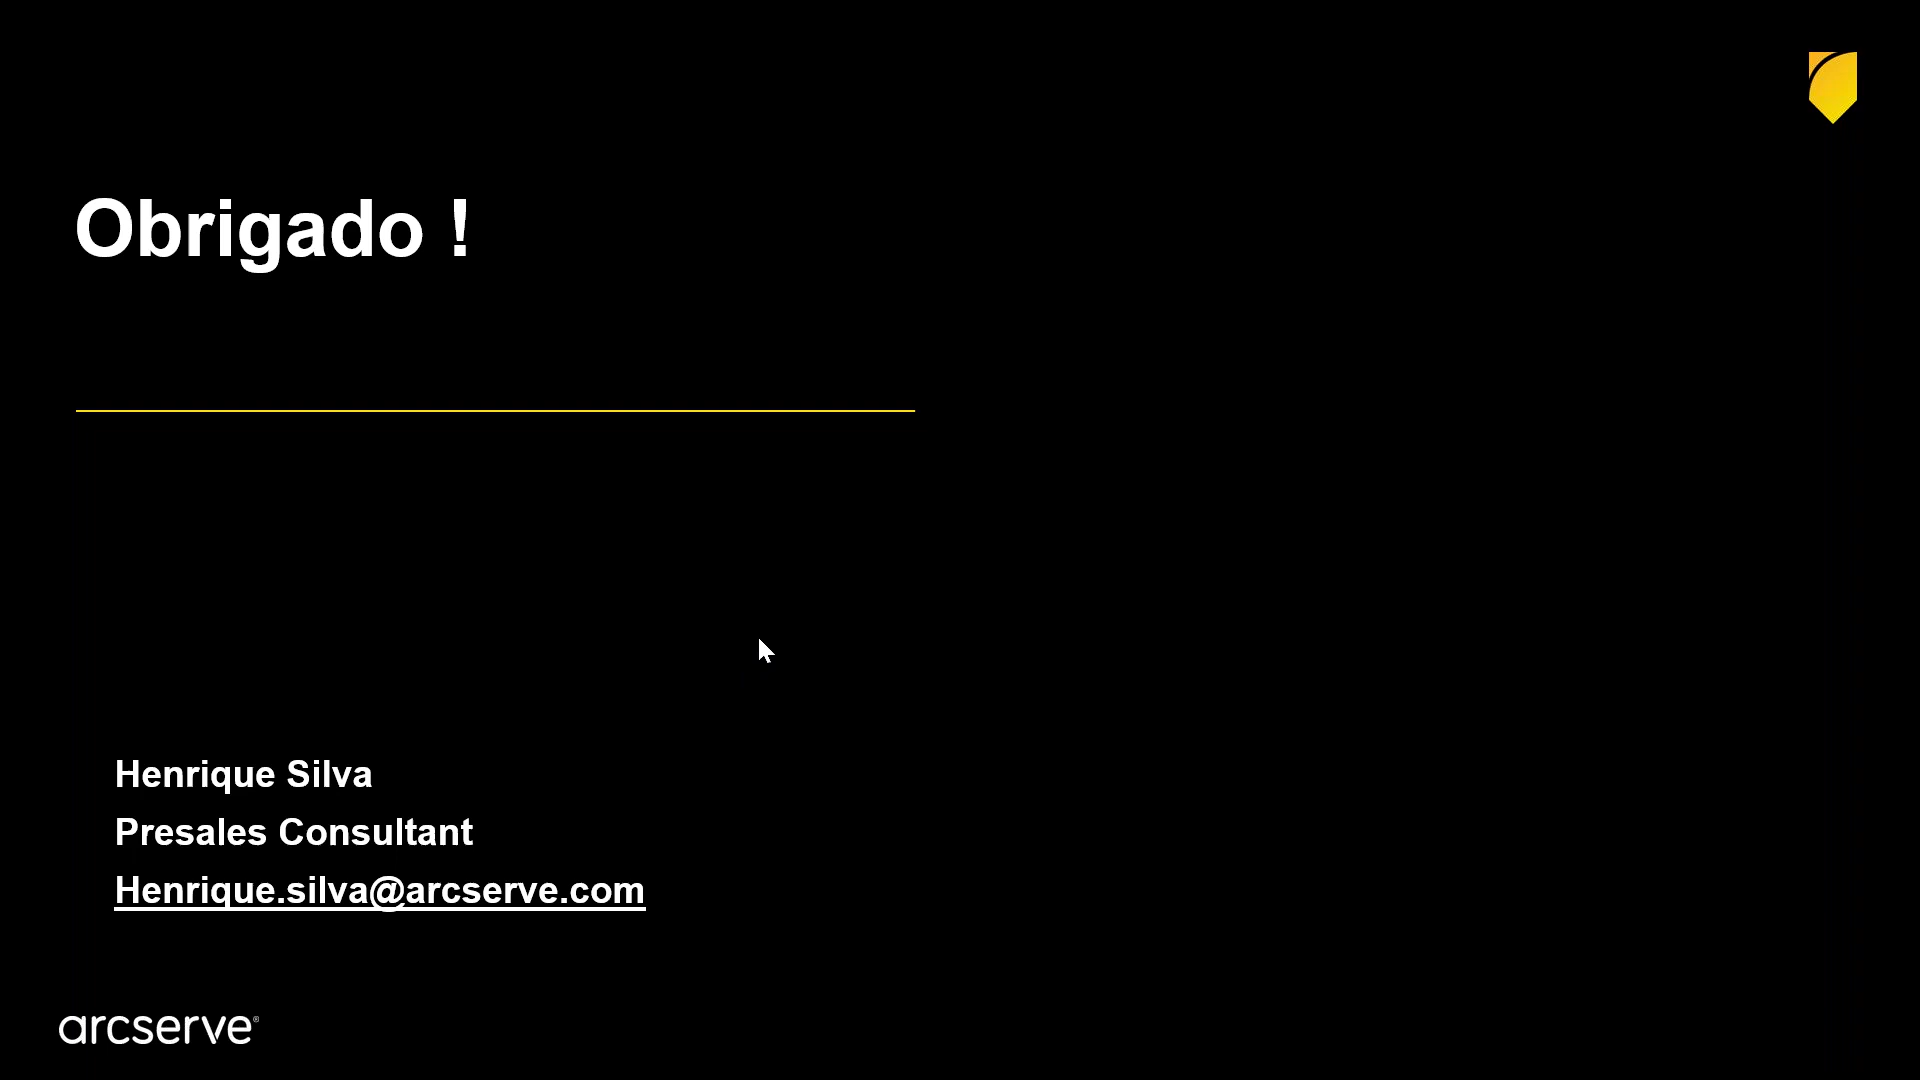 Obrigado !
Henrique Silva
Presales Consultant
Henrique.silva@arcserve.com
arcserve®